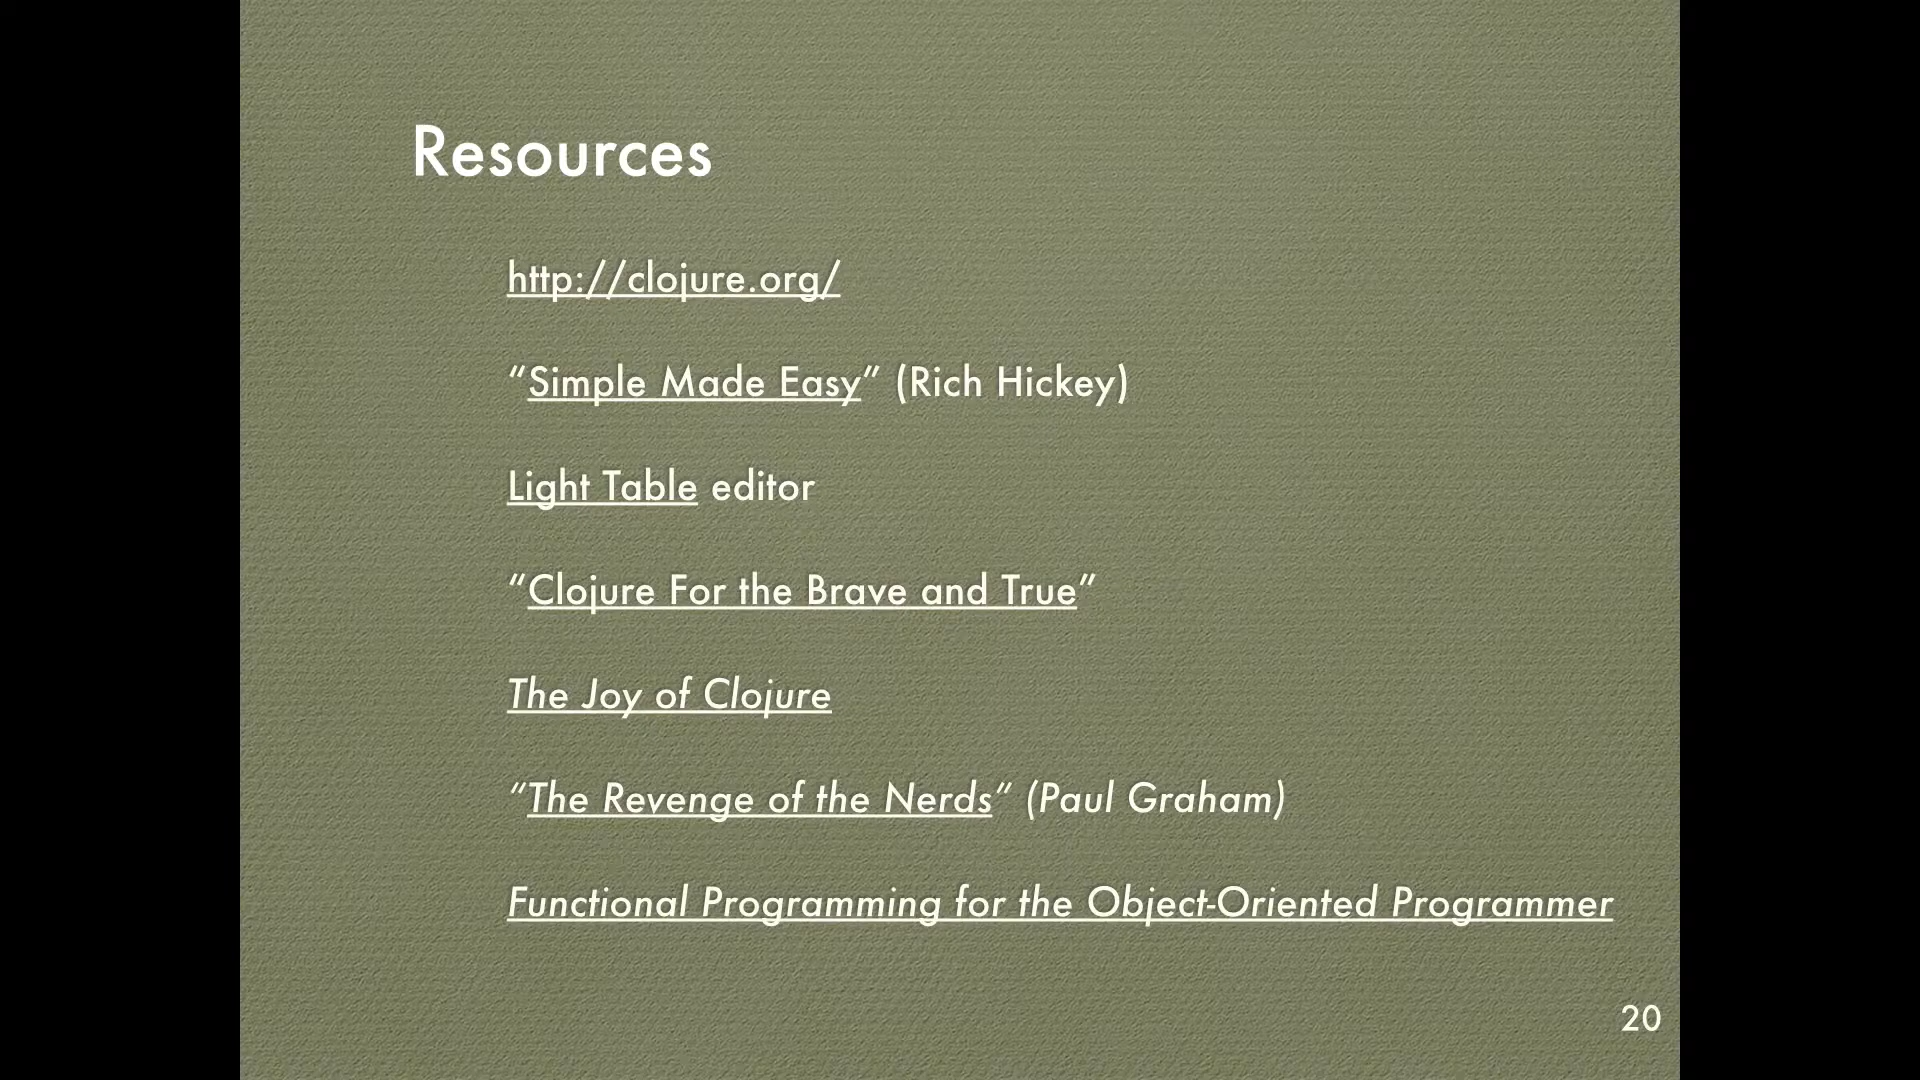 Resources
http://clojure.org/
“Simple Made Easy” (Rich Hickey)
Light Table editor
“Clojure For the Brave and True”
The Joy of Clojure
“The Revenge of the Nerds“ (Paul Graham)
Functional Programming for the Object-Oriented Programmer
20